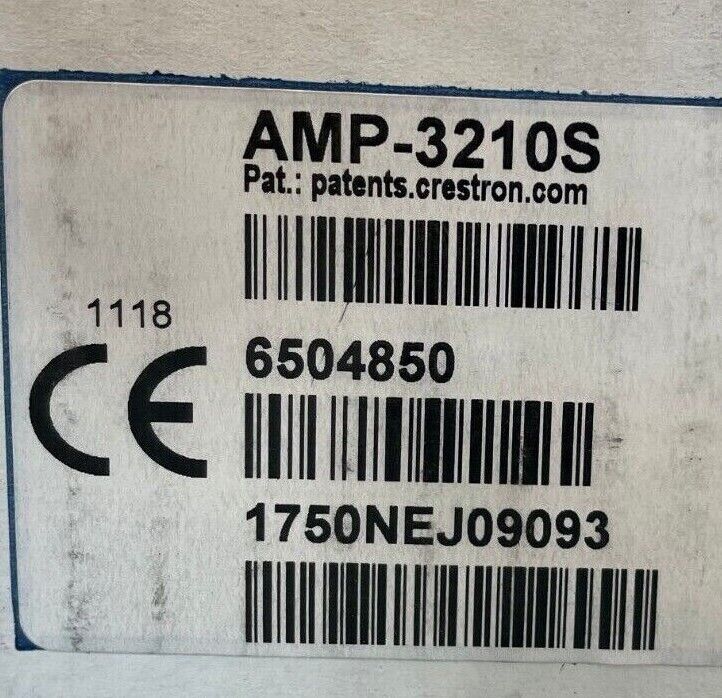 AMP-3210S
Pat.: patents.crestron.com
1118
CE
6504850
1750NEJ09093